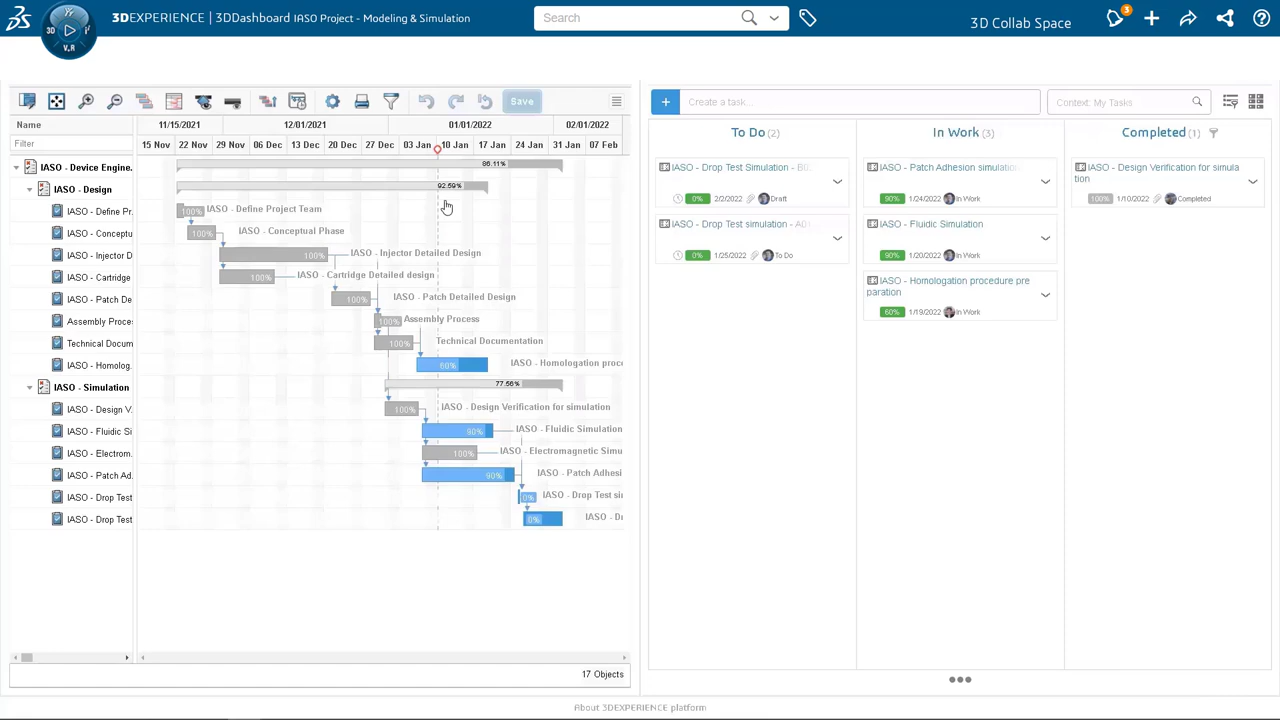 3DEXPERIENCE | 3DDashboard IASO Project - Modeling & Simulation
Search
3D Collab Space
3
3D
V.R
Save
Name
Filter
11/15/2021 12/01/2021 01/01/2022 02/01/2022
15 Nov 22 Nov 29 Nov 06 Dec 13 Dec 20 Dec 27 Dec 03 Jan 10 Jan 17 Jan 24 Jan 31 Jan 07 Feb
IASO - Device Engine.. 86.11%
IASO - Design 92.59%
IASO - Define Pr. 100% IASO - Define Project Team
IASO - Conceptu 100% IASO - Conceptual Phase
IASO - Injector D 100% IASO - Injector Detailed Design
IASO - Cartridge 100% IASO - Cartridge Detailed design
IASO - Patch De 100% IASO - Patch Detailed Design
Assembly Proce: 100% Assembly Process
Technical Docum 100% Technical Documentation
IASO - Homolog. 60% IASO - Homologation proc
IASO - Simulation 77.56%
IASO - Design V. 100% IASO - Design Verification for simulation
IASO - Fluidic Si 90% IASO - Fluidic Simulation
IASO - Electrom. 100% IASO - Electromagnetic Simu
IASO - Patch Ad. 90% IASO - Patch Adhesi
IASO - Drop Test 0% IASO - Drop Test si
IASO - Drop Test 0% IASO - Dr
17 Objects
Create a task...
Context: My Tasks
To Do (2)
IASO - Drop Test Simulation -
0% 2/2/2022 Draft
IASO - Drop Test simulation -
0% 1/25/2022 To Do
In Work (3)
IASO - Patch Adhesion simulation
90% 1/24/2022 In Work
IASO - Fluidic Simulation
90% 1/20/2022 In Work
IASO - Homologation procedure pre
paration
60% 1/19/2022 In Work
Completed (1)
IASO - Design Verification for simula
tion
100% 1/10/2022 Completed
About 3DEXPERIENCE platform